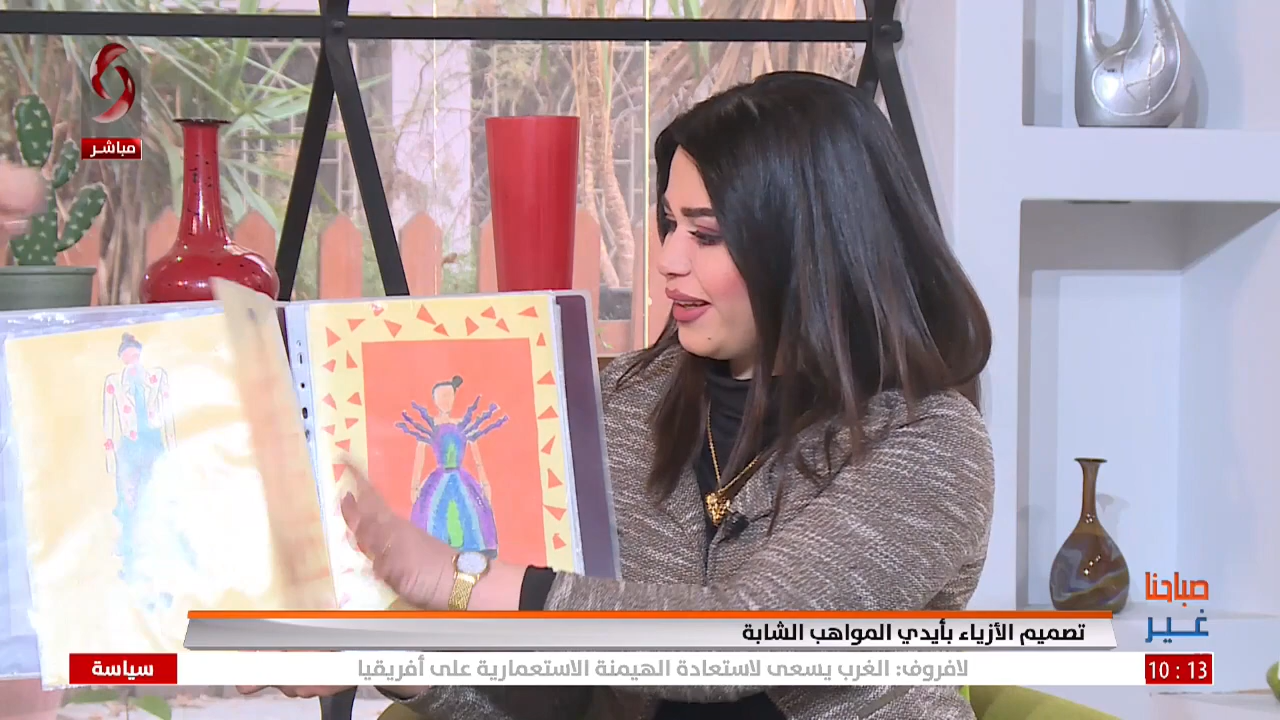 مباشر
صباحنا
غير
تصميم الأزياء بأيدي المواهب الشابة
سياسة
لافروف: الغرب يسعى لاستعادة الهيمنة الاستعمارية على أفريقيا
10 : 13